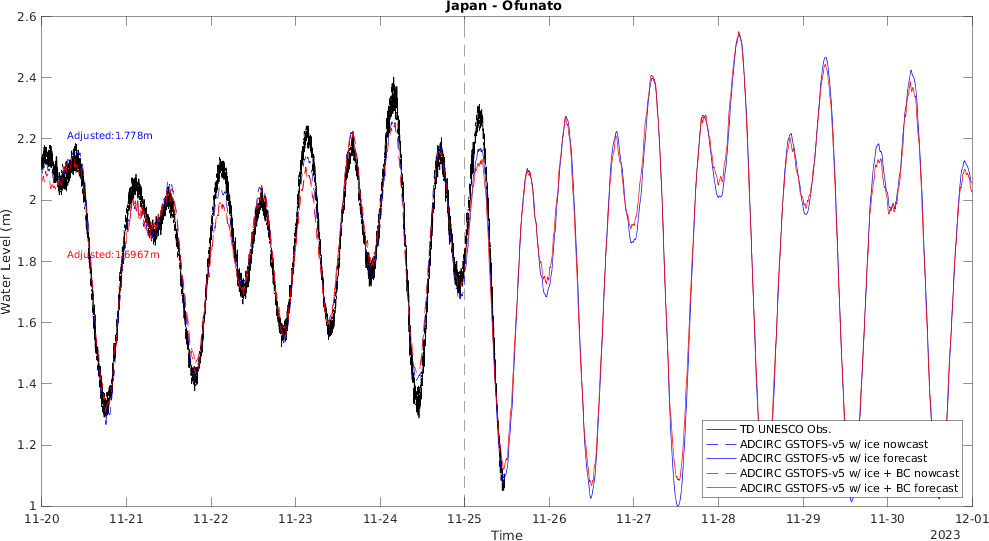 Japan - Ofunato
2.6
2.4
2.2
2
1.8
1.6
1.4
1.2
1
Water Level (m)
Adjusted:1.778m
Adjusted:1.6967m
TD UNESCO Obs.
ADCIRC GSTOFS-v5 w/ ice nowcast
ADCIRC GSTOFS-v5 w/ ice forecast
ADCIRC GSTOFS-v5 w/ ice + BC nowcast
ADCIRC GSTOFS-v5 w/ ice + BC forecast
11-20 11-21 11-22 11-23 11-24 11-25 11-26 11-27 11-28 11-29 11-30 12-01
Time
2023